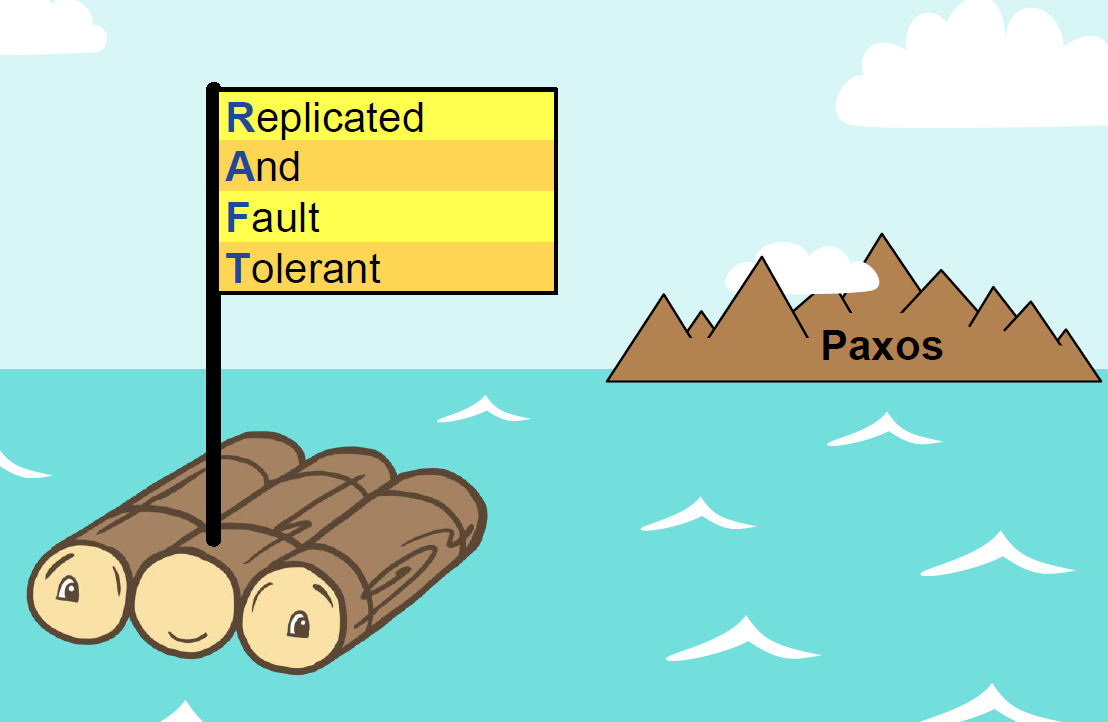 Replicated
And
Fault
Tolerant
Paxos